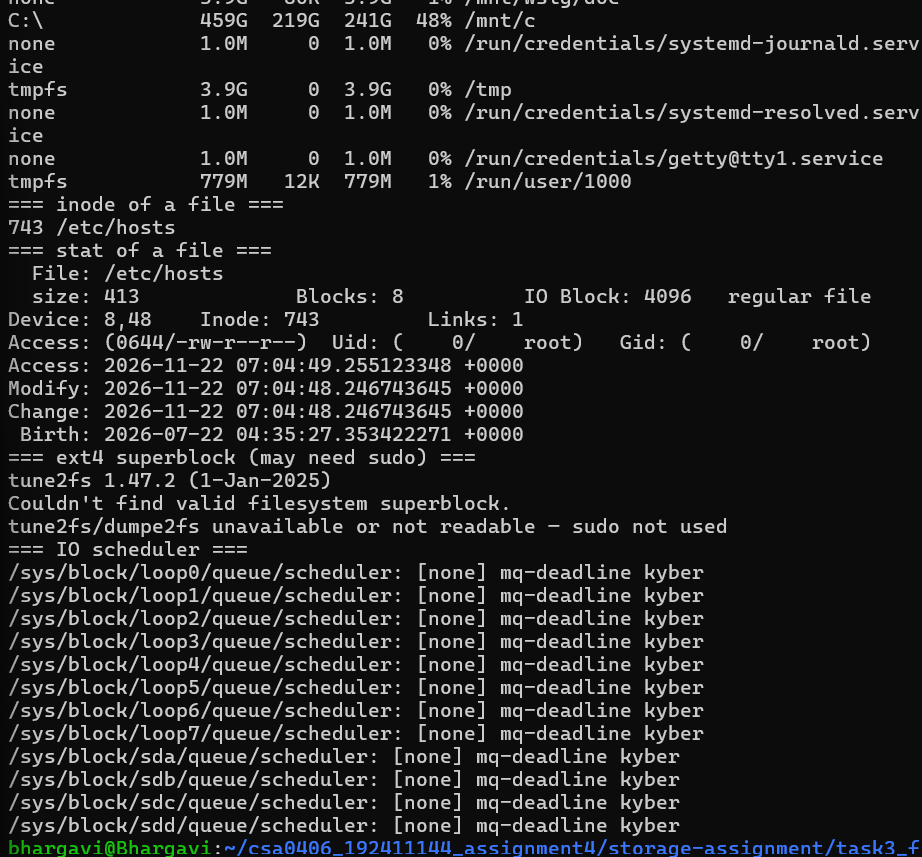 none 3.9G 80K 3.9G 1% /mnt/wslg/doc
C:\ 459G 219G 241G 48% /mnt/c
none 1.0M 0 1.0M 0% /run/credentials/systemd-journald.serv
ice
tmpfs 3.9G 0 3.9G 0% /tmp
none 1.0M 0 1.0M 0% /run/credentials/systemd-resolved.serv
ice
none 1.0M 0 1.0M 0% /run/credentials/getty@tty1.service
tmpfs 779M 12K 779M 1% /run/user/1000
=== inode of a file ===
743 /etc/hosts
=== stat of a file ===
File: /etc/hosts
size: 413 Blocks: 8 IO Block: 4096 regular file
Device: 8,48 Inode: 743 Links: 1
Access: (0644/-rw-r--r--) Uid: ( 0/ root) Gid: ( 0/ root)
Access: 2026-11-22 07:04:49.255123348 +0000
Modify: 2026-11-22 07:04:48.246743645 +0000
Change: 2026-11-22 07:04:48.246743645 +0000
Birth: 2026-07-22 04:35:27.353422271 +0000
=== ext4 superblock (may need sudo) ===
tune2fs 1.47.2 (1-Jan-2025)
Couldn't find valid filesystem superblock.
tune2fs/dumpe2fs unavailable or not readable — sudo not used
=== IO scheduler ===
/sys/block/loop0/queue/scheduler: [none] mq-deadline kyber
/sys/block/loop1/queue/scheduler: [none] mq-deadline kyber
/sys/block/loop2/queue/scheduler: [none] mq-deadline kyber
/sys/block/loop3/queue/scheduler: [none] mq-deadline kyber
/sys/block/loop4/queue/scheduler: [none] mq-deadline kyber
/sys/block/loop5/queue/scheduler: [none] mq-deadline kyber
/sys/block/loop6/queue/scheduler: [none] mq-deadline kyber
/sys/block/loop7/queue/scheduler: [none] mq-deadline kyber
/sys/block/sda/queue/scheduler: [none] mq-deadline kyber
/sys/block/sdb/queue/scheduler: [none] mq-deadline kyber
/sys/block/sdc/queue/scheduler: [none] mq-deadline kyber
/sys/block/sdd/queue/scheduler: [none] mq-deadline kyber
bhargavi@Bhargavi:~/csa0406_192411144_assignment4/storage-assignment/task3_f